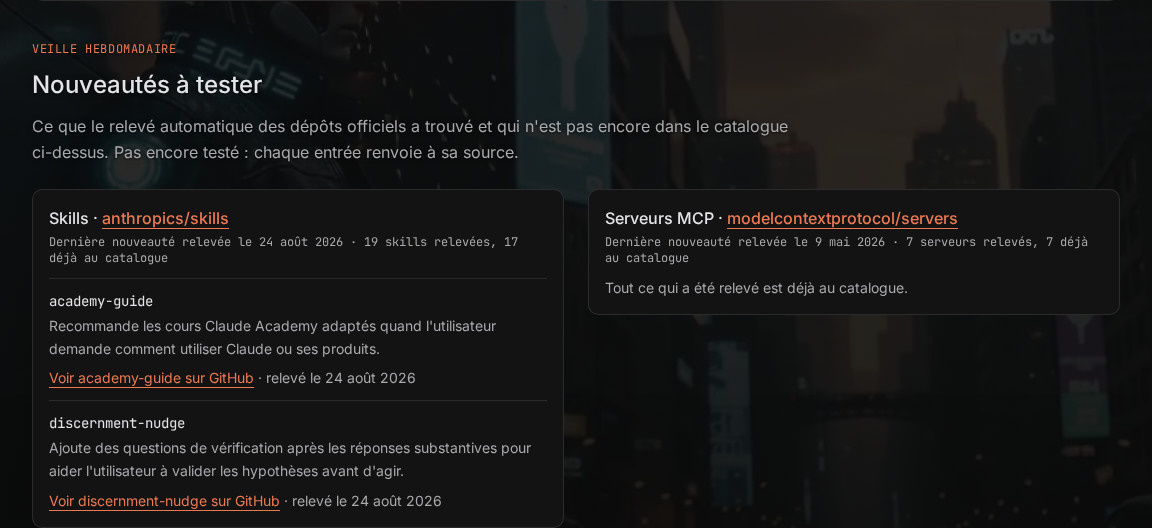 VEILLE HEBDOMADAIRE
Nouveautés à tester
Ce que le relevé automatique des dépôts officiels a trouvé et qui n'est pas encore dans le catalogue
ci-dessus. Pas encore testé : chaque entrée renvoie à sa source.
Skills · anthropics/skills
Dernière nouveauté relevée le 24 août 2026 · 19 skills relevées, 17
déjà au catalogue
academy-guide
Recommande les cours Claude Academy adaptés quand l'utilisateur
demande comment utiliser Claude ou ses produits.
Voir academy-guide sur GitHub · relevé le 24 août 2026
discernment-nudge
Ajoute des questions de vérification après les réponses substantives pour
aider l'utilisateur à valider les hypothèses avant d'agir.
Voir discernment-nudge sur GitHub · relevé le 24 août 2026
Serveurs MCP · modelcontextprotocol/servers
Dernière nouveauté relevée le 9 mai 2026 · 7 serveurs relevés, 7 déjà
au catalogue
Tout ce qui a été relevé est déjà au catalogue.